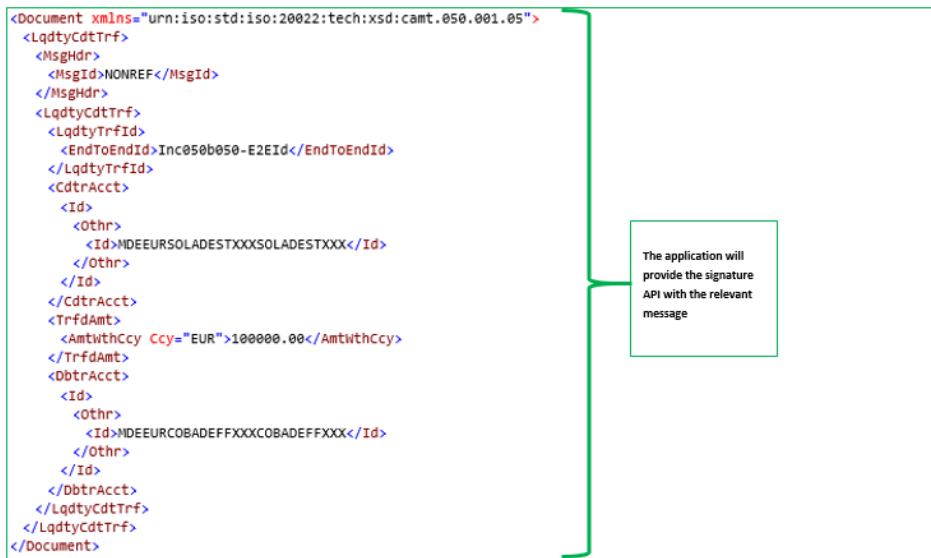 <Document xmlns="urn:iso:std:iso:20022:tech:xsd:camt.050.001.05">
<LqdtyCdtTrf>
<MsgHdr>
<MsgId>NONREF</MsgId>
</MsgHdr>
<LqdtyCdtTrf>
<LqdtyTrfId>
<EndToEndId>Inc050b050-E2EId</EndToEndId>
</LqdtyTrfId>
<CdtrAcct>
<Id>
<Othr>
<Id>MDEEURSOLADESTXXXSOLADESTXXX</Id>
</Othr>
</Id>
</CdtrAcct>
<TrfdAmt>
<AmtWthCcy Ccy="EUR">100000.00</AmtWthCcy>
</TrfdAmt>
<DbtrAcct>
<Id>
<Othr>
<Id>MDEEURCOBADEFFXXXCOBADEFFXXX</Id>
</Othr>
</Id>
</DbtrAcct>
</LqdtyCdtTrf>
</LqdtyCdtTrf>
</Document>
The application will
provide the signature
API with the relevant
message